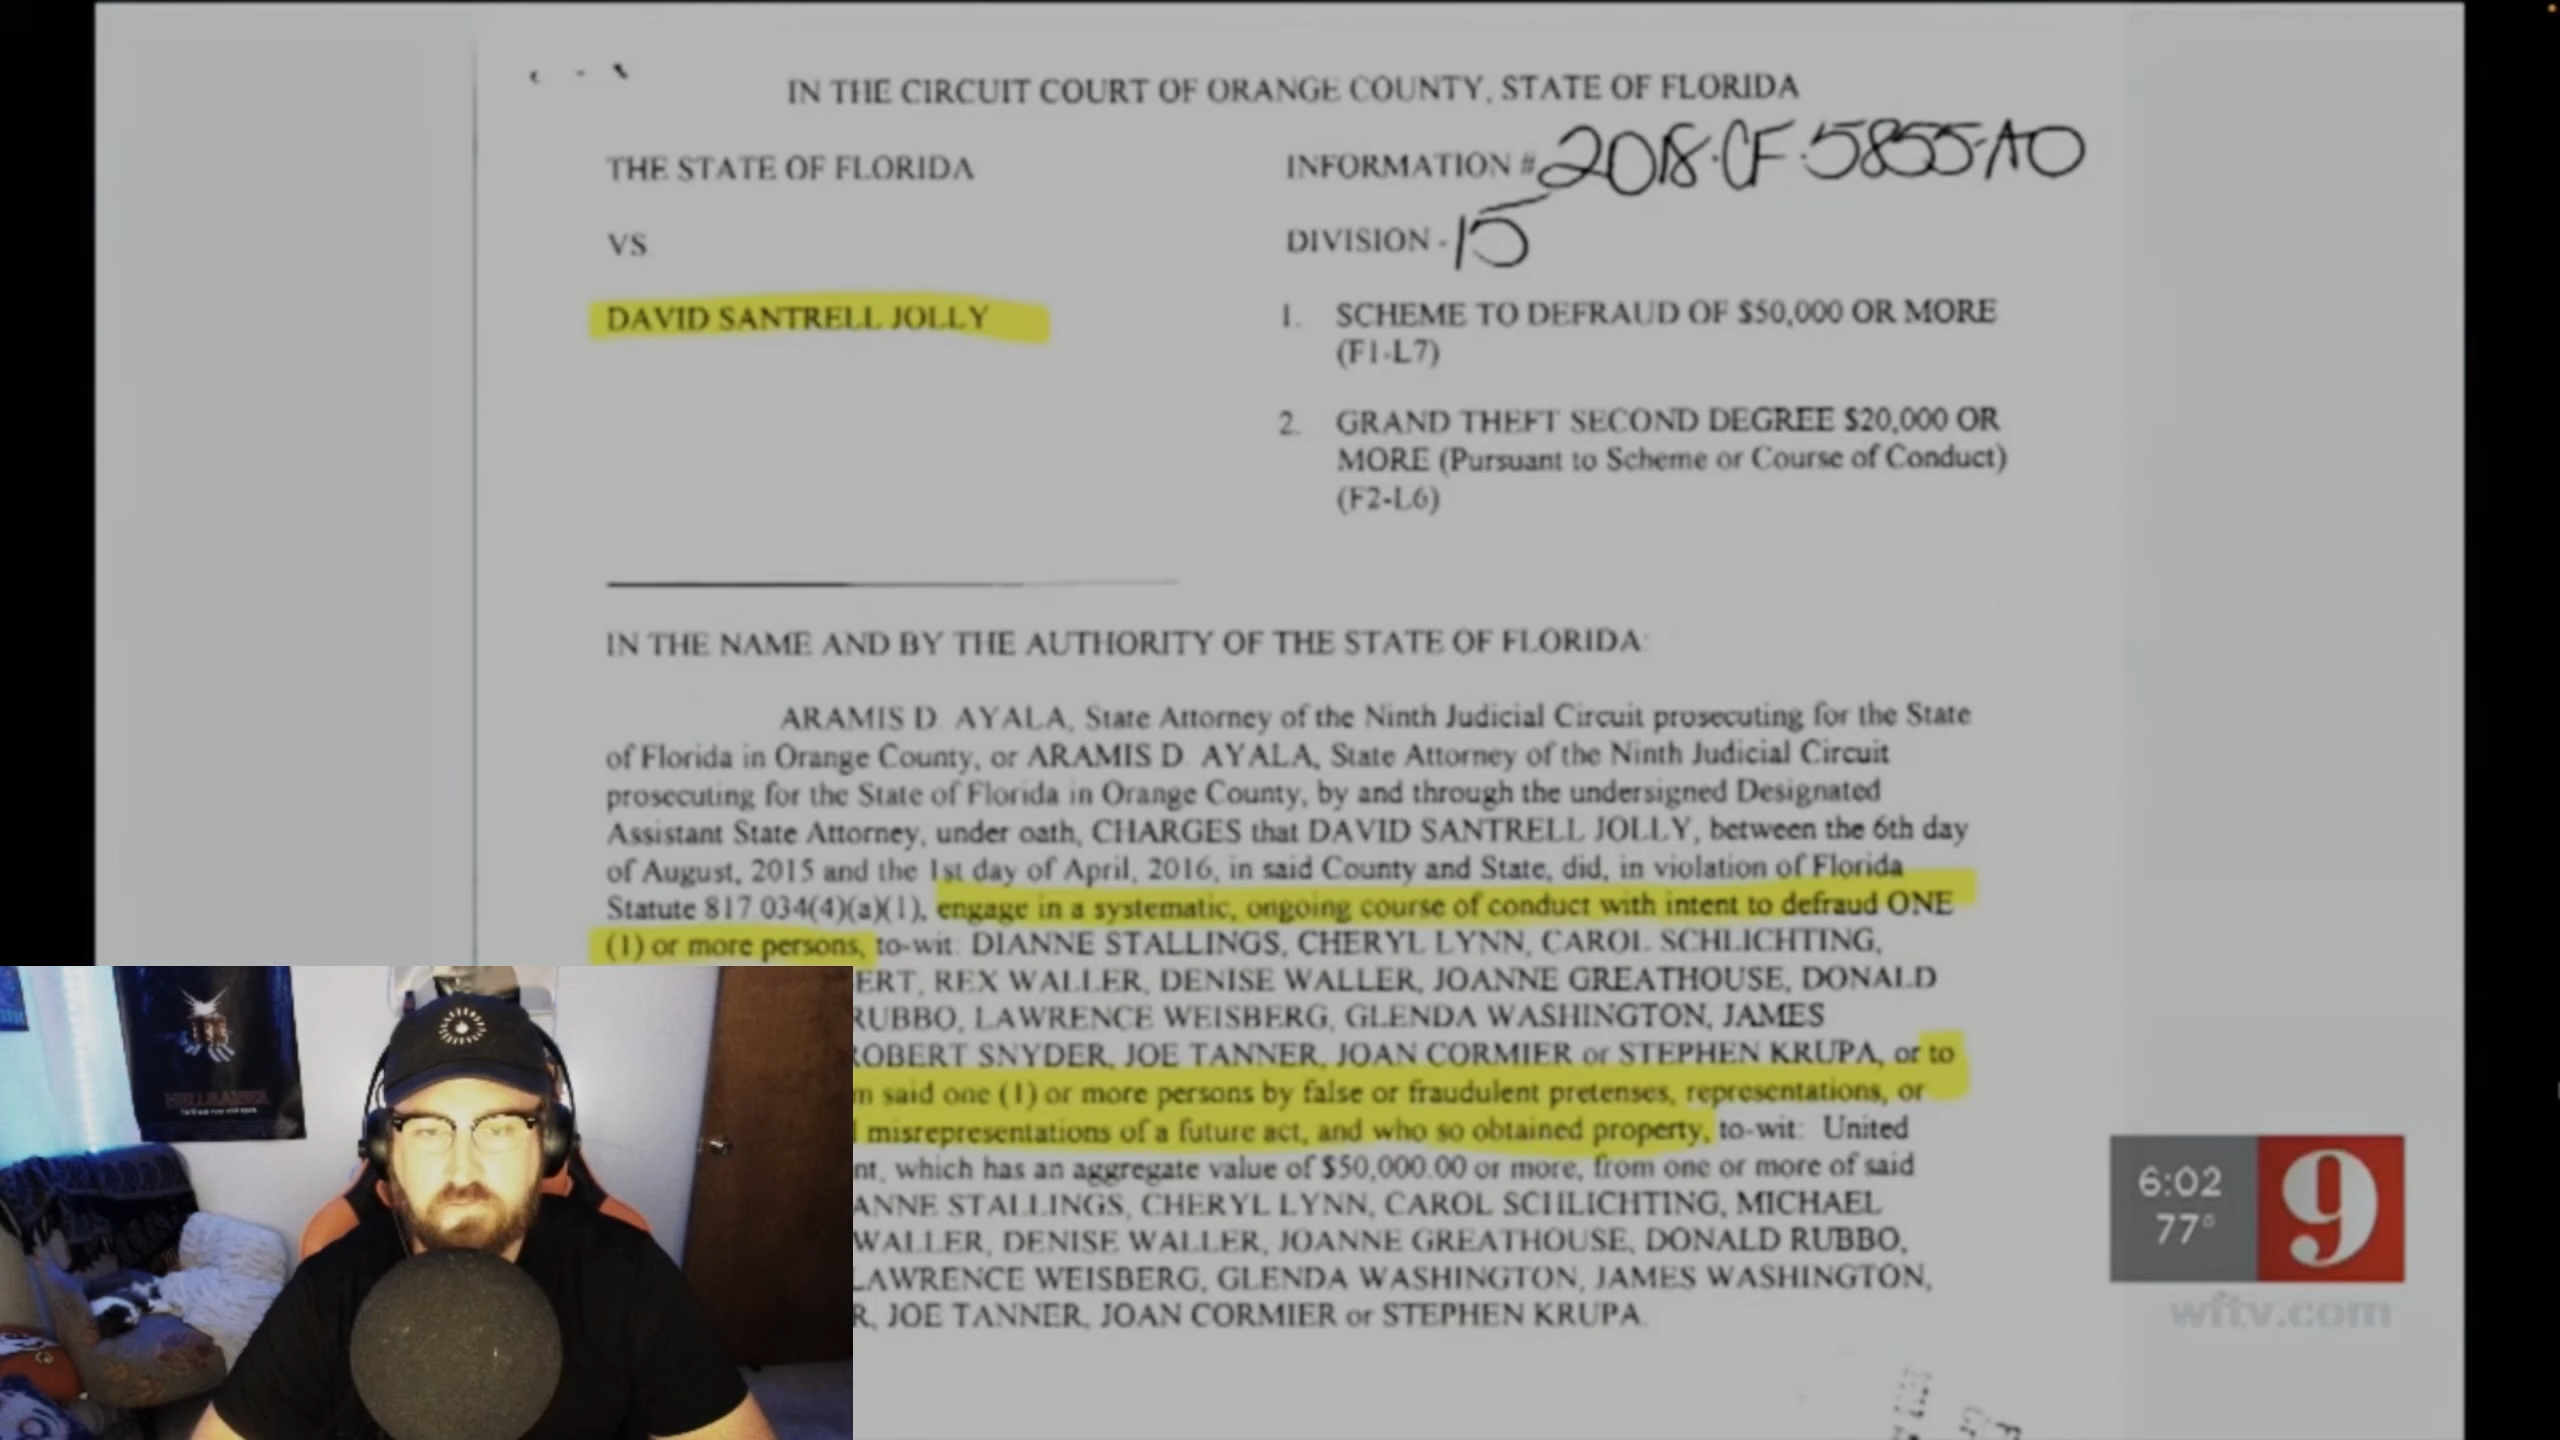 IN THE CIRCUIT COURT OF ORANGE COUNTY, STATE OF FLORIDA
THE STATE OF FLORIDA
INFORMATION # 2018-CF-5855-AO
VS
DIVISION - 15
DAVID SANTRELL JOLLY
1. SCHEME TO DEFRAUD OF $50,000 OR MORE
(F1-L7)
2. GRAND THEFT SECOND DEGREE $20,000 OR
MORE (Pursuant to Scheme or Course of Conduct)
(F2-L6)
IN THE NAME AND BY THE AUTHORITY OF THE STATE OF FLORIDA:
ARAMIS D. AYALA, State Attorney of the Ninth Judicial Circuit prosecuting for the State
of Florida in Orange County, or ARAMIS D. AYALA, State Attorney of the Ninth Judicial Circuit
prosecuting for the State of Florida in Orange County, by and through the undersigned Designated
Assistant State Attorney, under oath, CHARGES that DAVID SANTRELL JOLLY, between the 6th day
of August, 2015 and the 1st day of April, 2016, in said County and State, did, in violation of Florida
Statute 817.034(4)(a)(1), engage in a systematic, ongoing course of conduct with intent to defraud ONE
(1) or more persons, to-wit: DIANNE STALLINGS, CHERYL LYNN, CAROL SCHLICHTING,
ERT, REX WALLER, DENISE WALLER, JOANNE GREATHOUSE, DONALD
RUBBO, LAWRENCE WEISBERG, GLENDA WASHINGTON, JAMES
ROBERT SNYDER, JOE TANNER, JOAN CORMIER or STEPHEN KRUPA, or to
m said one (1) or more persons by false or fraudulent pretenses, representations, or
misrepresentations of a future act, and who so obtained property, to-wit: United
nt, which has an aggregate value of $50,000.00 or more, from one or more of said
ANNE STALLINGS, CHERYL LYNN, CAROL SCHLICHTING, MICHAEL
WALLER, DENISE WALLER, JOANNE GREATHOUSE, DONALD RUBBO,
LAWRENCE WEISBERG, GLENDA WASHINGTON, JAMES WASHINGTON,
R, JOE TANNER, JOAN CORMIER or STEPHEN KRUPA.
HELLRAISER
6:02
77°
9
wftv.com